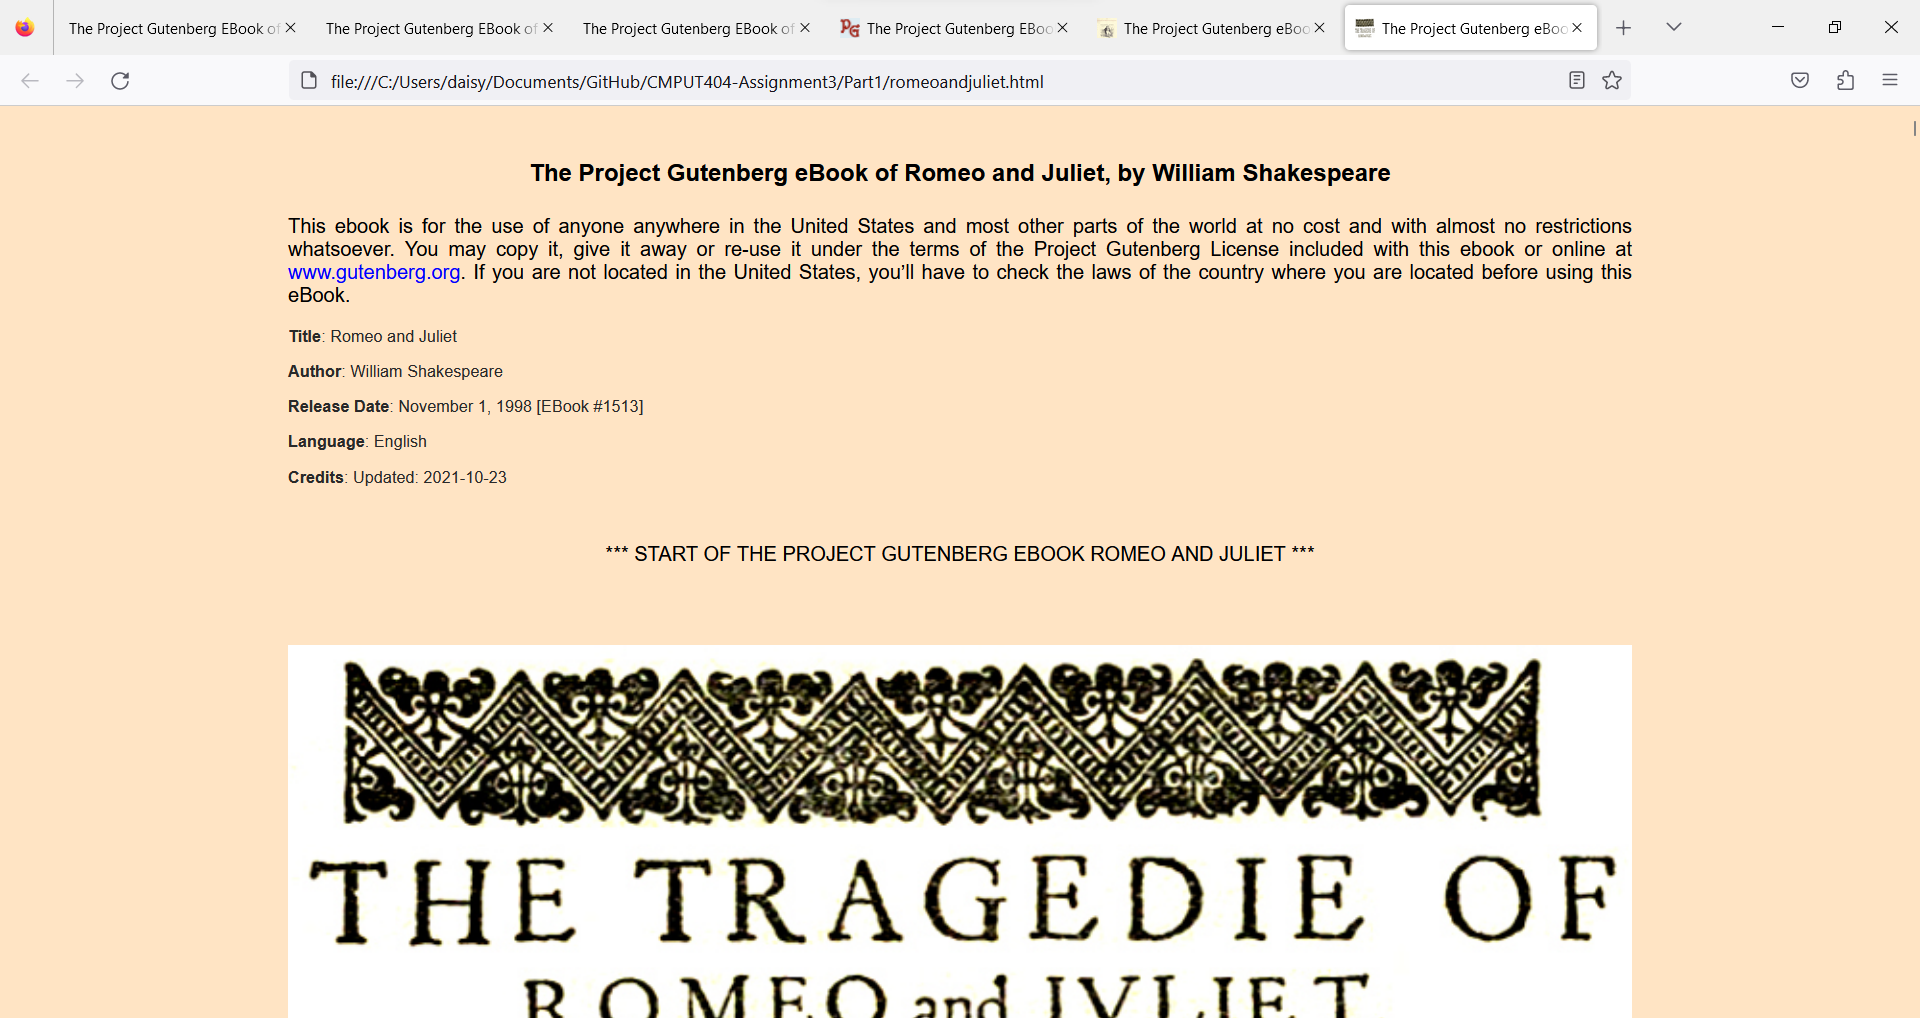 The Project Gutenberg EBook of
The Project Gutenberg EBook of
The Project Gutenberg EBook of
The Project Gutenberg EBoo
The Project Gutenberg eBoo
The Project Gutenberg eBoo
file:///C:/Users/daisy/Documents/GitHub/CMPUT404-Assignment3/Part1/romeoandjuliet.html
The Project Gutenberg eBook of Romeo and Juliet, by William Shakespeare
This ebook is for the use of anyone anywhere in the United States and most other parts of the world at no cost and with almost no restrictions
whatsoever. You may copy it, give it away or re-use it under the terms of the Project Gutenberg License included with this ebook or online at
www.gutenberg.org. If you are not located in the United States, you’ll have to check the laws of the country where you are located before using this
eBook.
Title: Romeo and Juliet
Author: William Shakespeare
Release Date: November 1, 1998 [EBook #1513]
Language: English
Credits: Updated: 2021-10-23
*** START OF THE PROJECT GUTENBERG EBOOK ROMEO AND JULIET ***
THE TRAGEDIE OF
ROMEO and IVLIET